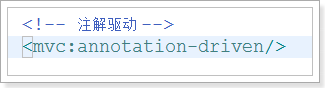 <!-- 注解驱动 -->
<mvc:annotation-driven/>